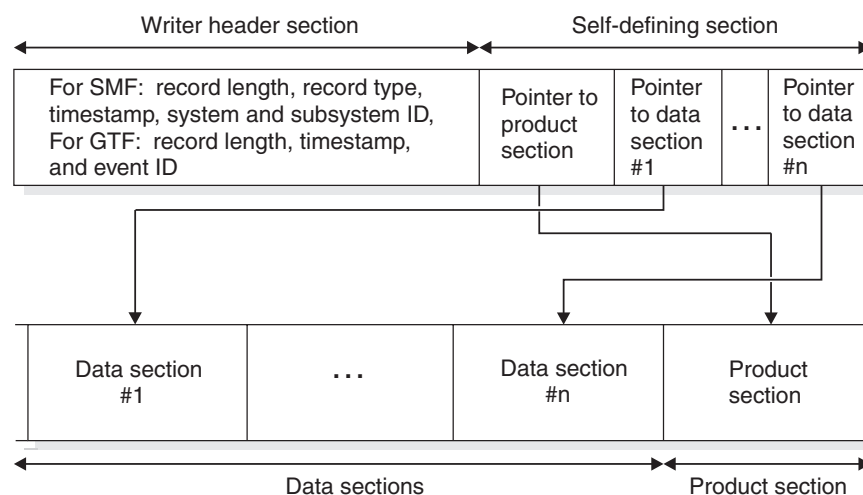 Writer header section
Self-defining section
For SMF: record length, record type,
timestamp, system and subsystem ID,
For GTF: record length, timestamp,
and event ID
Pointer to
product
section
Pointer
to data
section
#1
...
Pointer
to data
section
#n
Data section
#1
...
Data section
#n
Product
section
Data sections
Product section